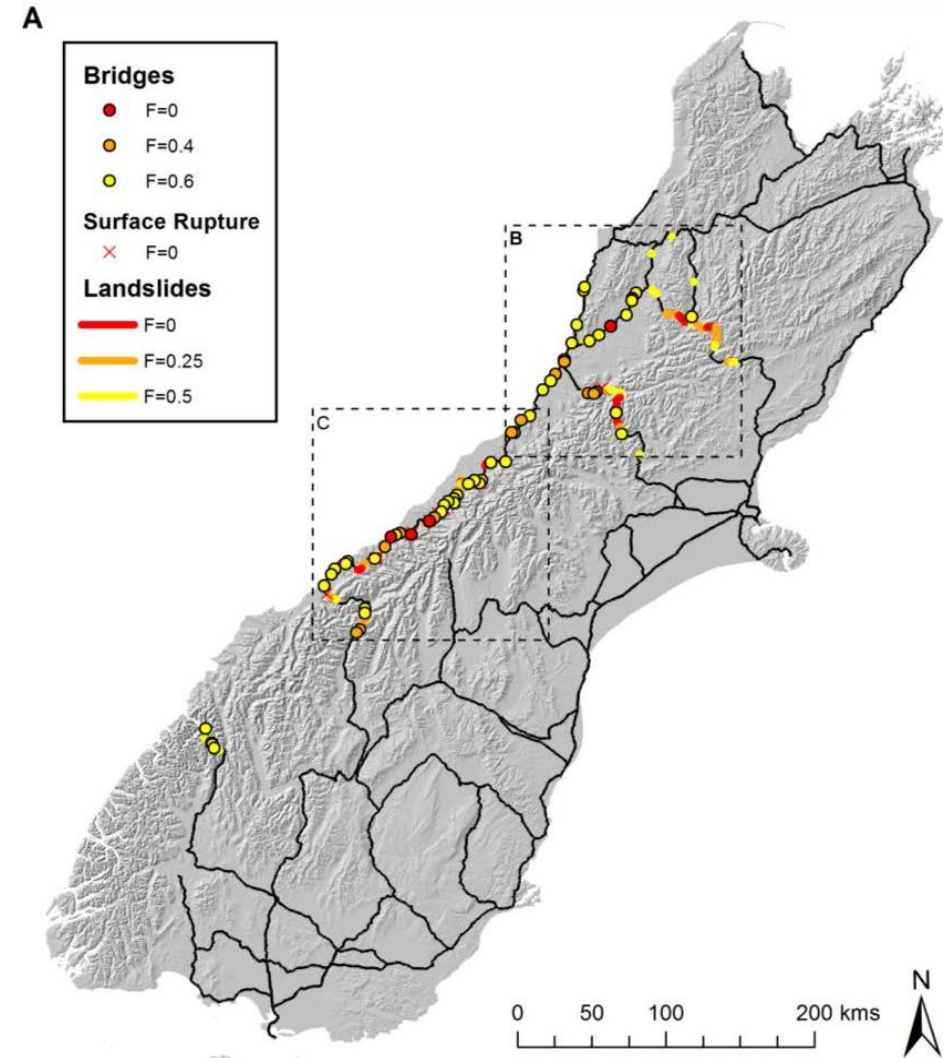 A
Bridges
F=0
F=0.4
F=0.6
Surface Rupture
F=0
Landslides
F=0
F=0.25
F=0.5
B
C
N
0 50 100 200 kms